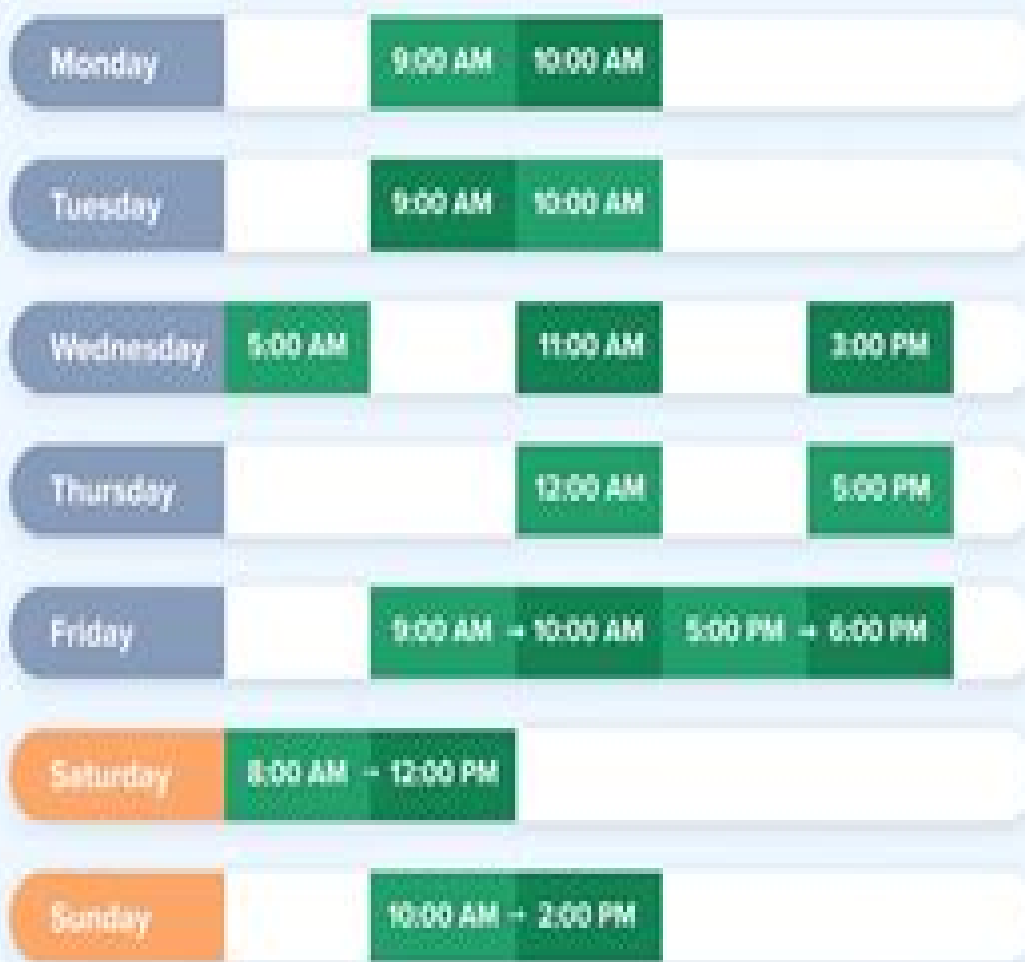 Monday 9:00 AM 10:00 AM
Tuesday 9:00 AM 10:00 AM
Wednesday 5:00 AM 11:00 AM 3:00 PM
Thursday 12:00 AM 5:00 PM
Friday 9:00 AM → 10:00 AM 5:00 PM → 6:00 PM
Saturday 8:00 AM → 12:00 PM
Sunday 10:00 AM → 2:00 PM